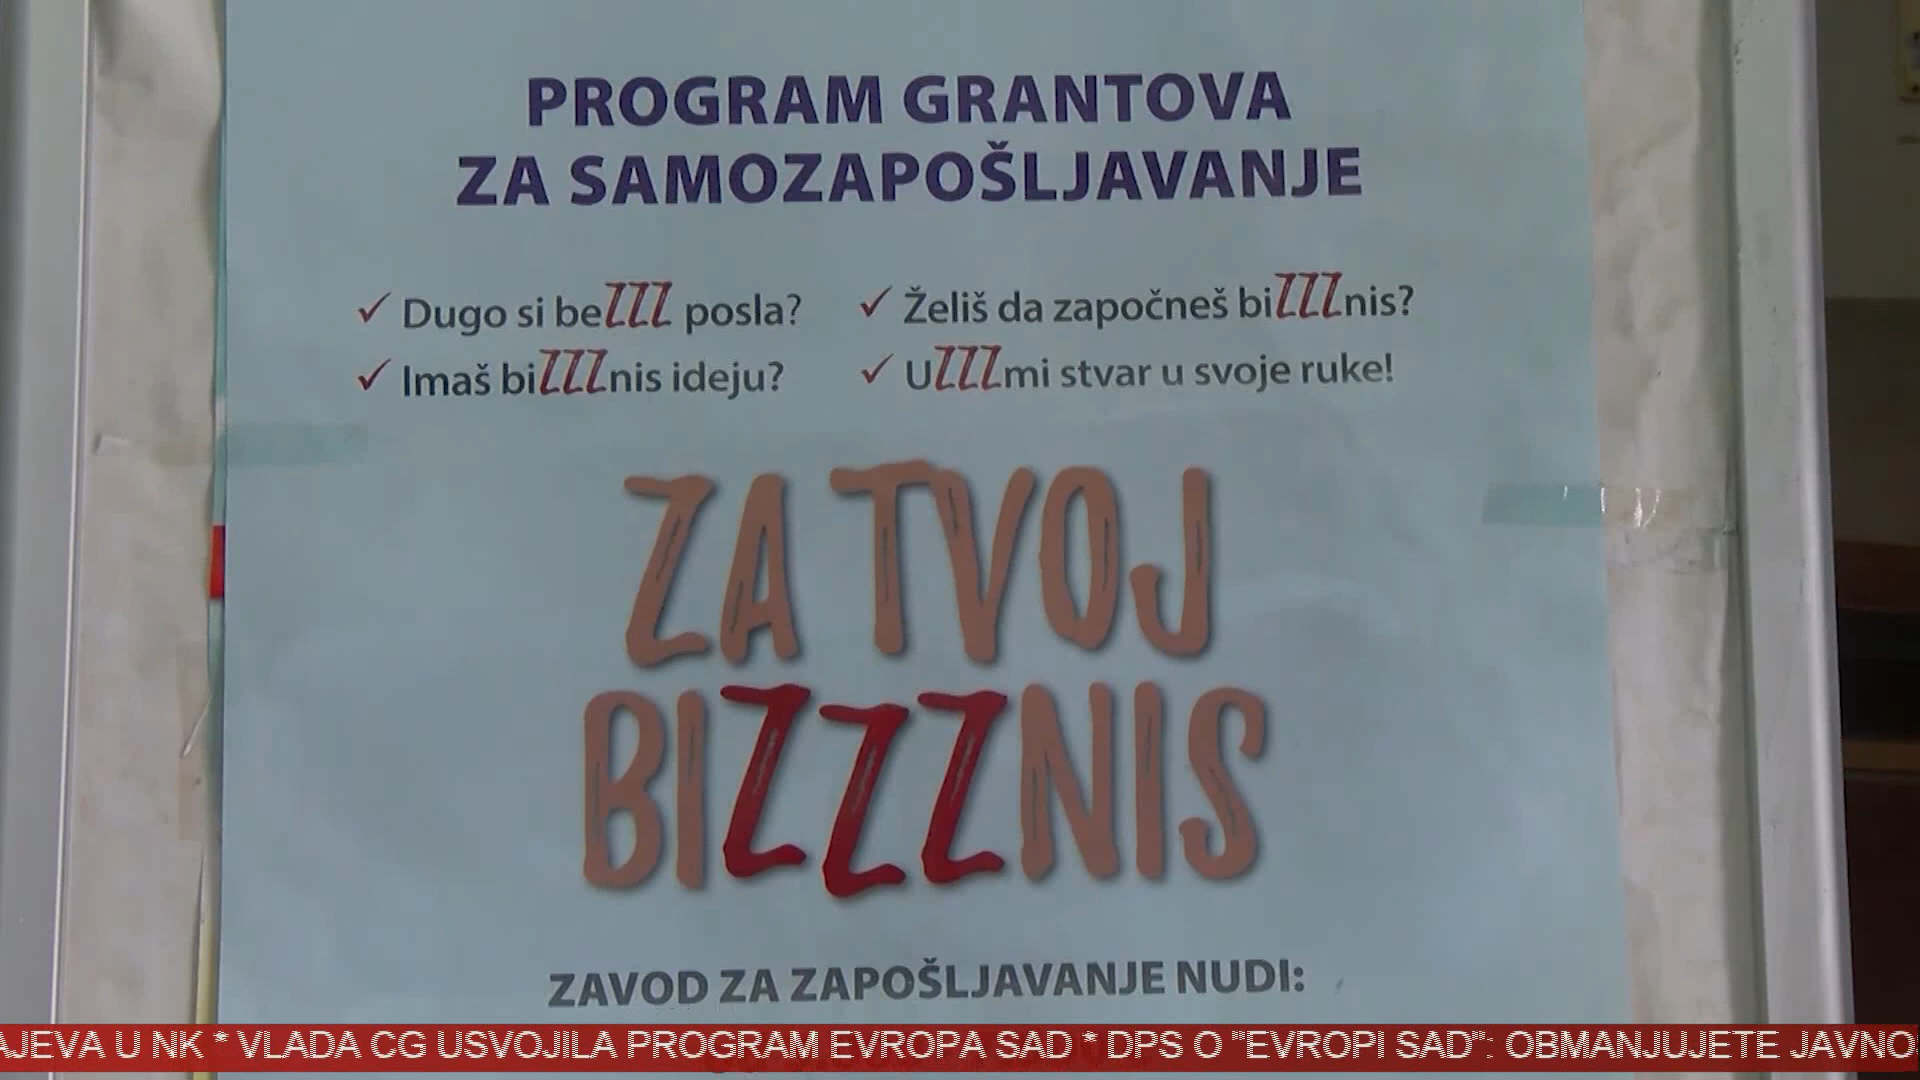 PROGRAM GRANTOVA
ZA SAMOZAPOŠLJAVANJE
✓ Dugo si beZZZ posla?
✓ Želiš da započneš biZZZnis?
✓ Imaš biZZZnis ideju?
✓ UZZZmi stvar u svoje ruke!
ZA TVOJ
BIZZZNIS
ZAVOD ZA ZAPOŠLJAVANJE NUDI:
AJEVA U NK * VLADA CG USVOJILA PROGRAM EVROPA SAD * DPS O "EVROPI SAD": OBMANJUJETE JAVNO